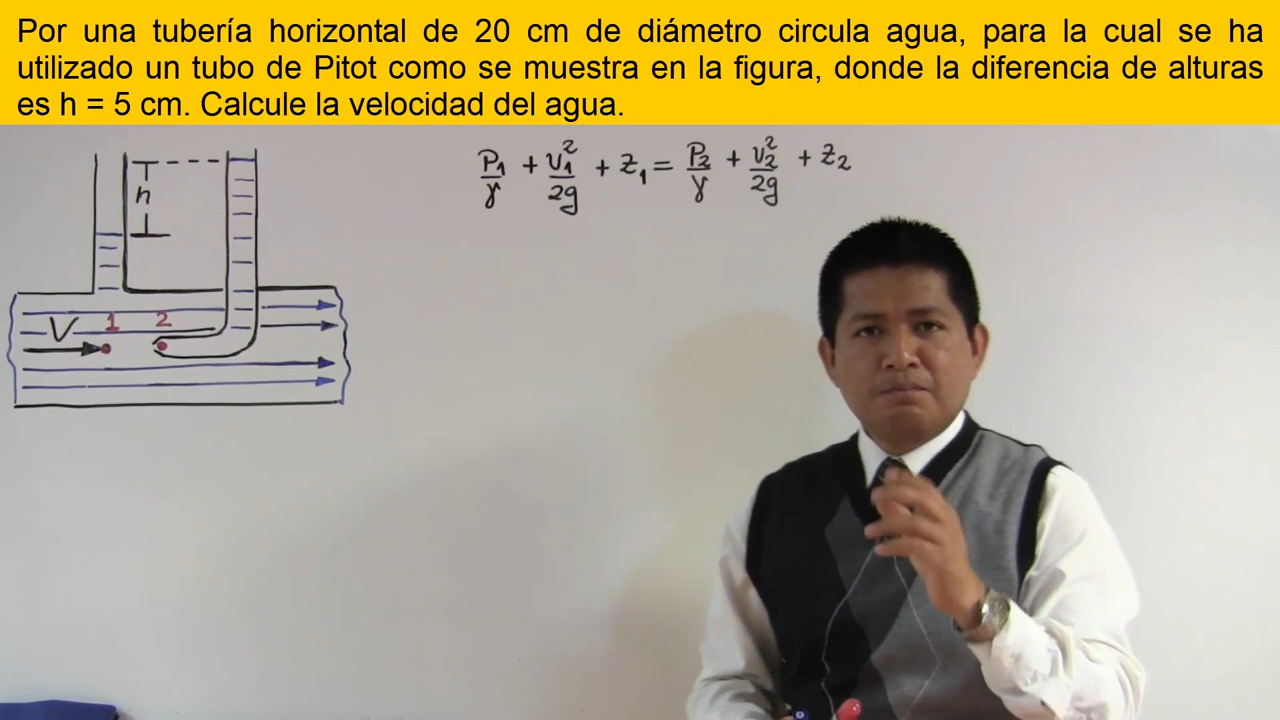 Por una tubería horizontal de 20 cm de diámetro circula agua, para la cual se ha
utilizado un tubo de Pitot como se muestra en la figura, donde la diferencia de alturas
es h = 5 cm. Calcule la velocidad del agua.
P₁/γ + v₁²/2g + z₁ = P₂/γ + v₂²/2g + z₂
h
V 1 2